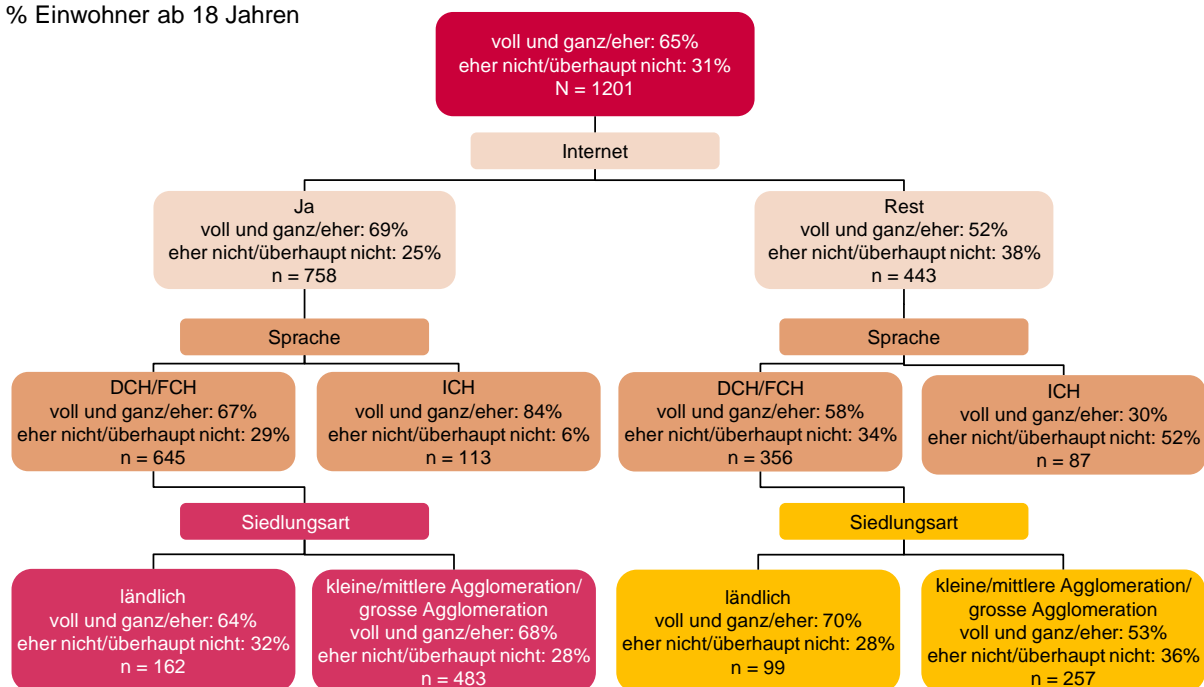 % Einwohner ab 18 Jahren
voll und ganz/eher: 65%
eher nicht/überhaupt nicht: 31%
N = 1201
Internet
Ja
voll und ganz/eher: 69%
eher nicht/überhaupt nicht: 25%
n = 758
Rest
voll und ganz/eher: 52%
eher nicht/überhaupt nicht: 38%
n = 443
Sprache
Sprache
DCH/FCH
voll und ganz/eher: 67%
eher nicht/überhaupt nicht: 29%
n = 645
ICH
voll und ganz/eher: 84%
eher nicht/überhaupt nicht: 6%
n = 113
DCH/FCH
voll und ganz/eher: 58%
eher nicht/überhaupt nicht: 34%
n = 356
ICH
voll und ganz/eher: 30%
eher nicht/überhaupt nicht: 52%
n = 87
Siedlungsart
Siedlungsart
ländlich
voll und ganz/eher: 64%
eher nicht/überhaupt nicht: 32%
n = 162
kleine/mittlere Agglomeration/
grosse Agglomeration
voll und ganz/eher: 68%
eher nicht/überhaupt nicht: 28%
n = 483
ländlich
voll und ganz/eher: 70%
eher nicht/überhaupt nicht: 28%
n = 99
kleine/mittlere Agglomeration/
grosse Agglomeration
voll und ganz/eher: 53%
eher nicht/überhaupt nicht: 36%
n = 257